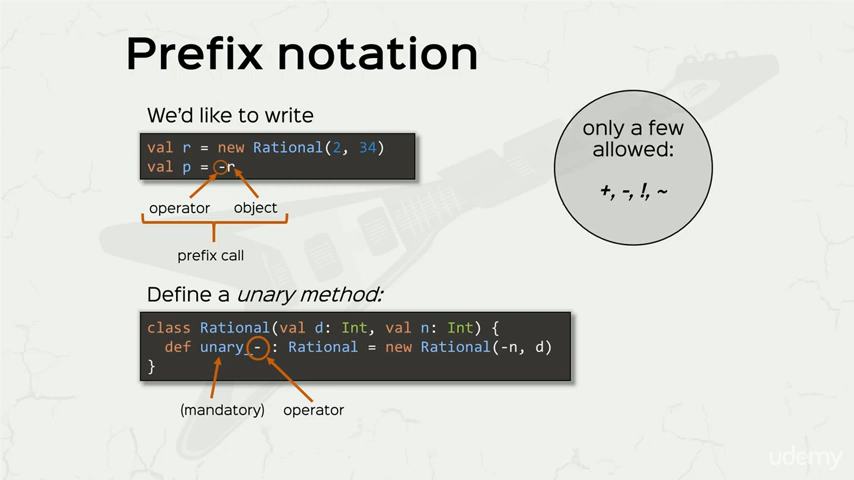 Prefix notation
We'd like to write
val r = new Rational(2, 34)
val p = -r
operator object
prefix call
only a few
allowed:
+, -, !, ~
Define a unary method:
class Rational(val d: Int, val n: Int) {
def unary_- : Rational = new Rational(-n, d)
}
(mandatory) operator
udemy